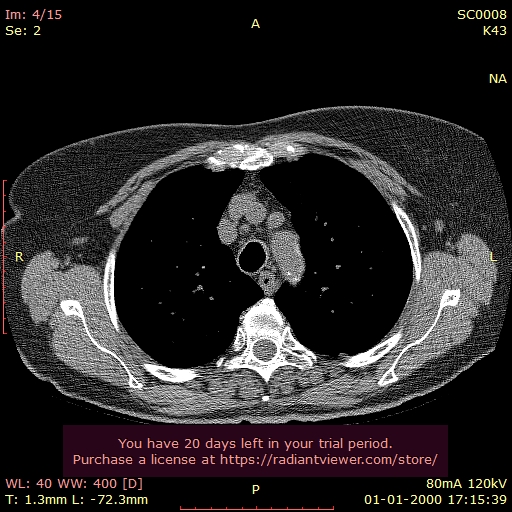 Im: 4/15
Se: 2
A
SC0008
K43
NA
R
L
You have 20 days left in your trial period.
Purchase a license at https://radiantviewer.com/store/
WL: 40 WW: 400 [D]
T: 1.3mm L: -72.3mm
P
80mA 120kV
01-01-2000 17:15:39